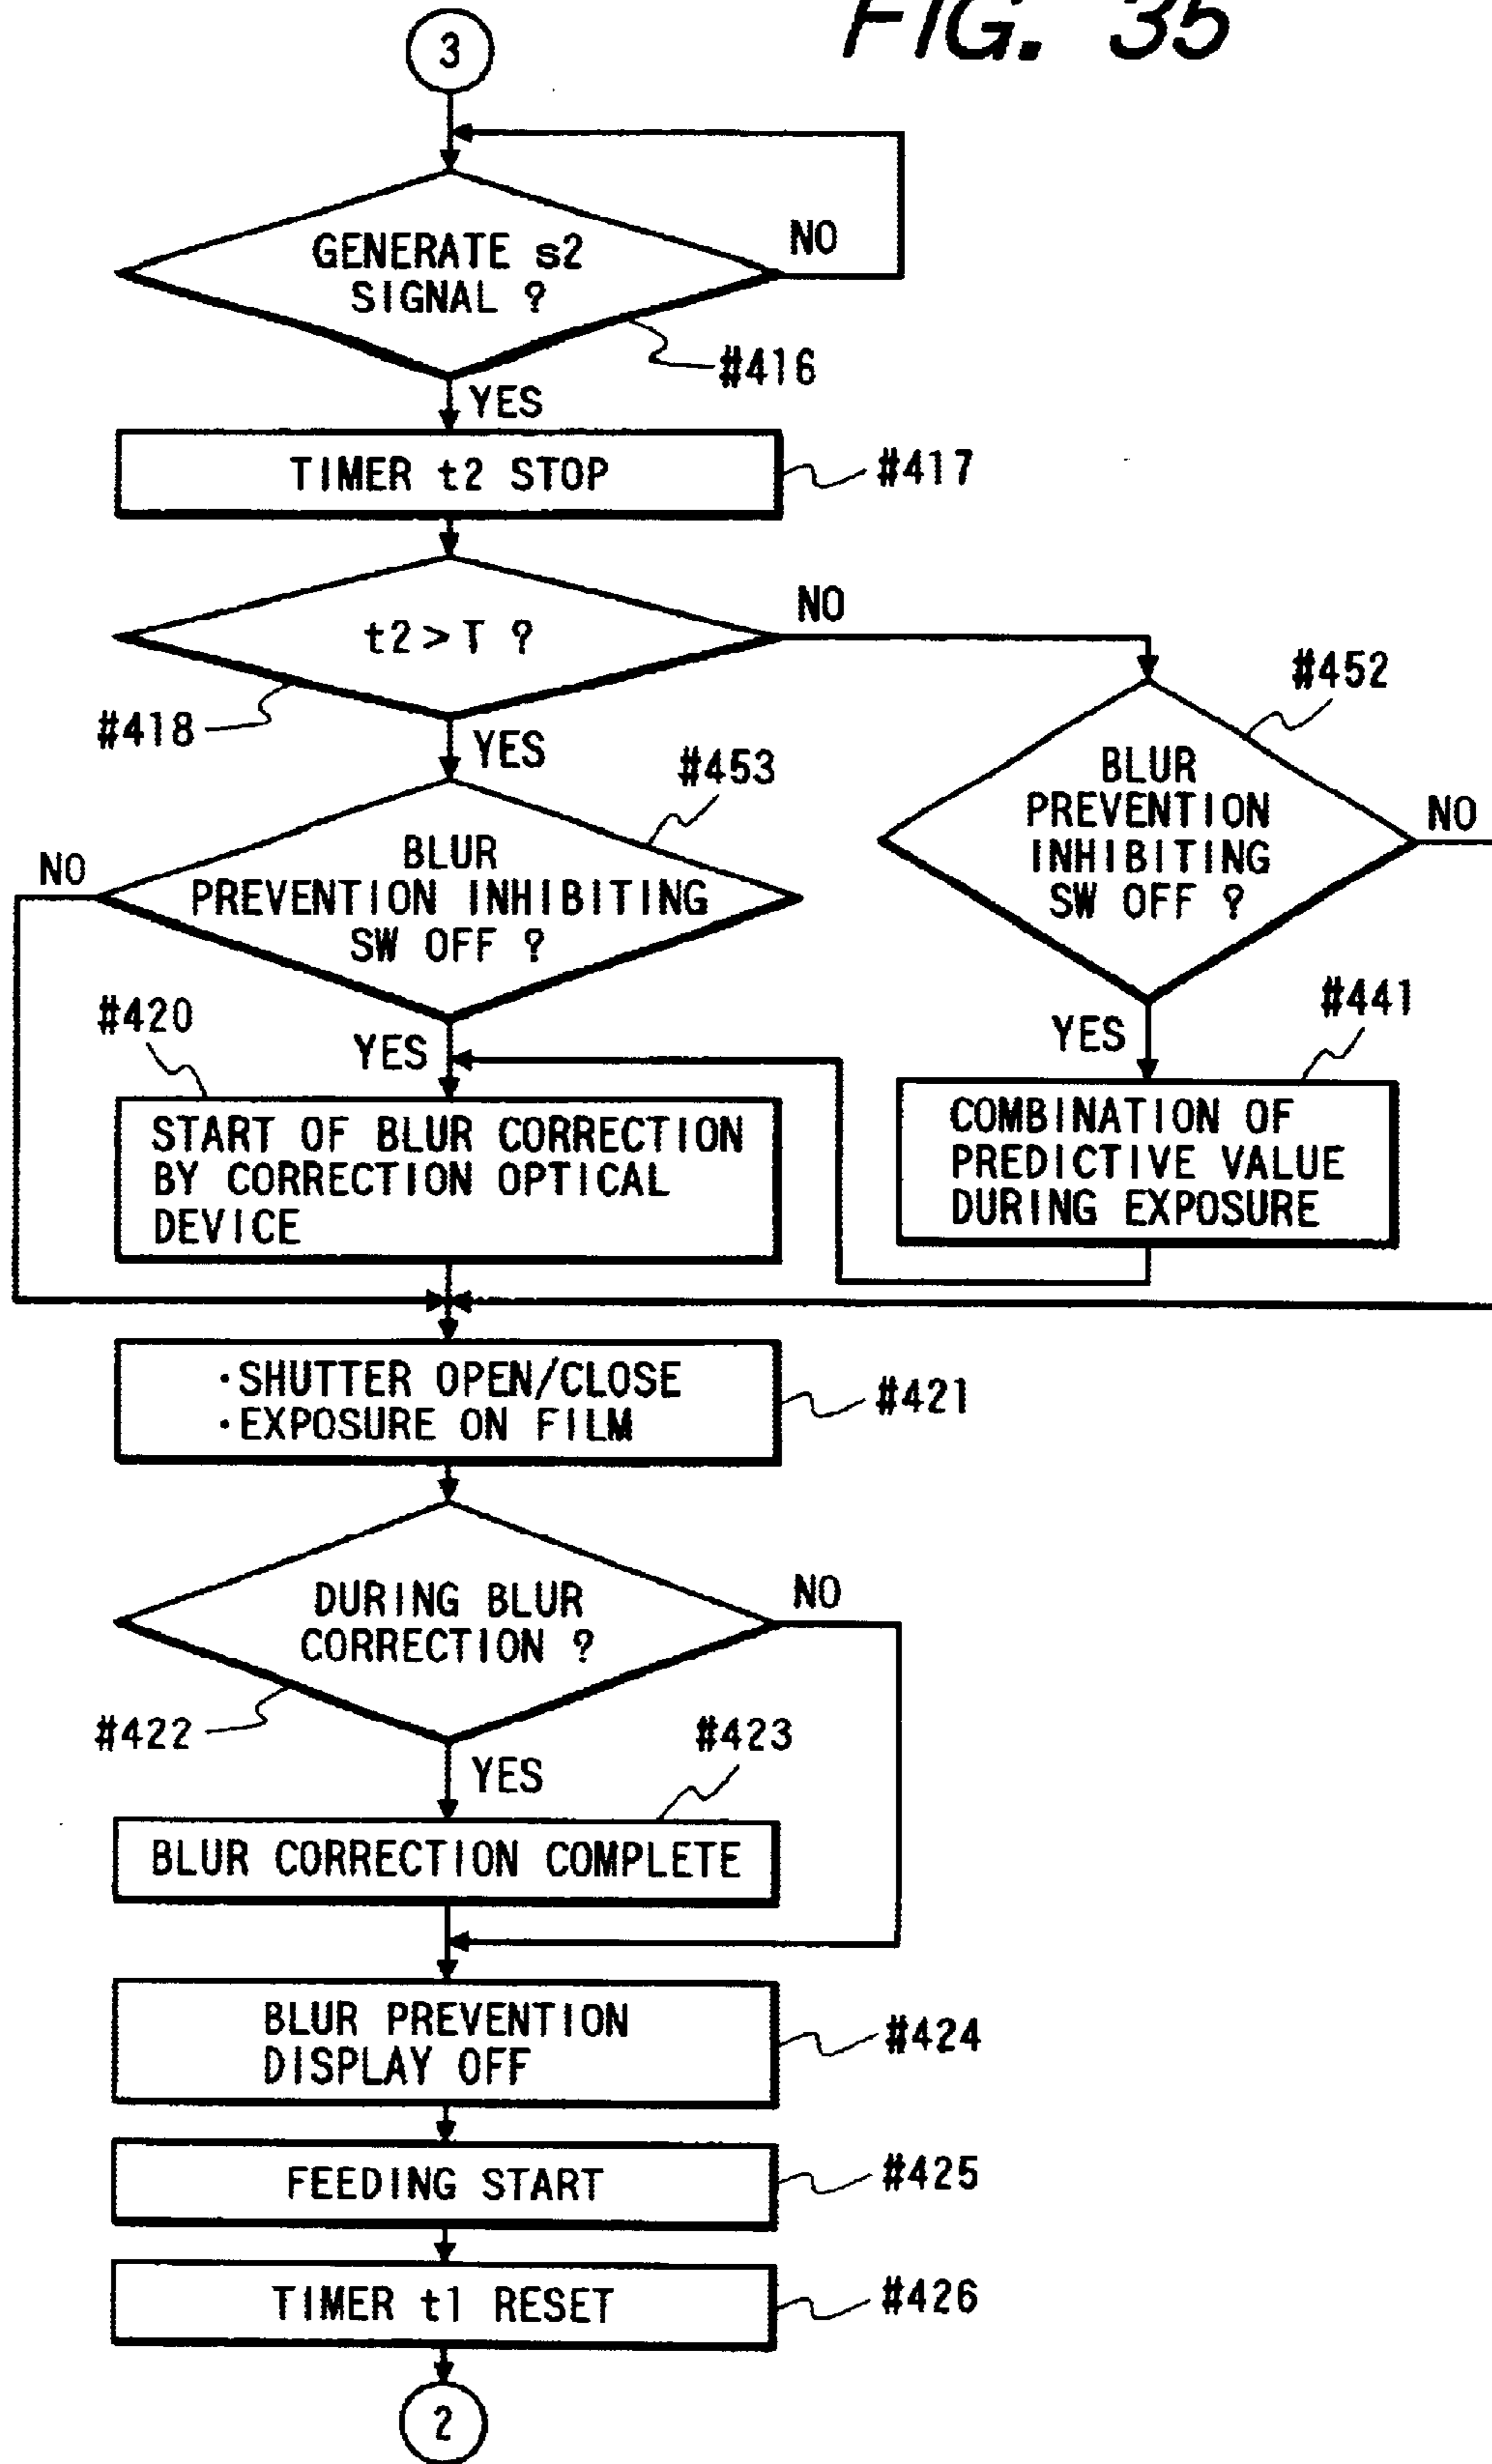 FIG. 35
3
GENERATE s2
SIGNAL ?
NO
#416
YES
TIMER t2 STOP
#417
t2>T ?
NO
#418
YES
#452
BLUR
PREVENTION
INHIBITING
SW OFF ?
NO
#453
BLUR
PREVENTION INHIBITING
SW OFF ?
NO
YES
#441
COMBINATION OF
PREDICTIVE VALUE
DURING EXPOSURE
#420
YES
START OF BLUR CORRECTION
BY CORRECTION OPTICAL
DEVICE
·SHUTTER OPEN/CLOSE
·EXPOSURE ON FILM
#421
DURING BLUR
CORRECTION ?
NO
#422
YES
#423
BLUR CORRECTION COMPLETE
BLUR PREVENTION
DISPLAY OFF
#424
FEEDING START
#425
TIMER t1 RESET
#426
2